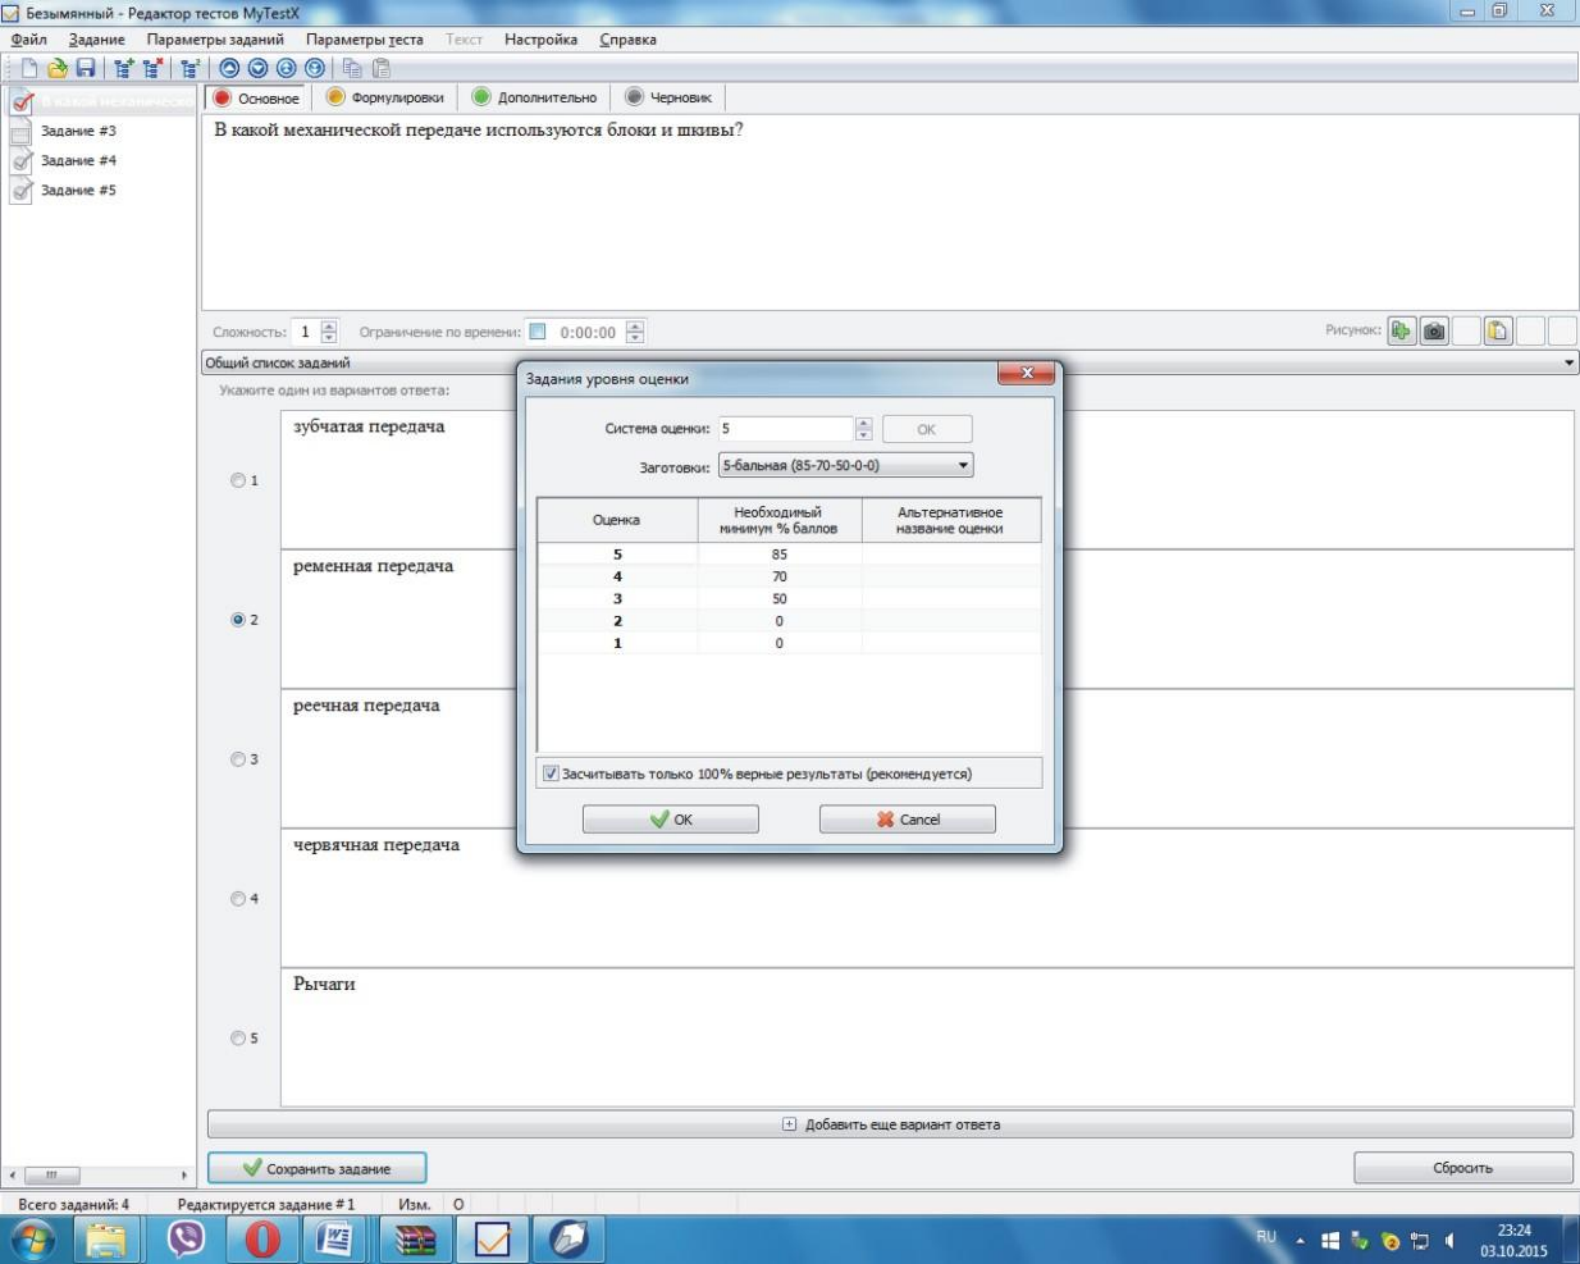 Безымянный - Редактор тестов MyTestX
Файл Задание Параметры заданий Параметры теста Текст Настройка Справка
В какой механическо
Задание #3
Задание #4
Задание #5
Основное Формулировки Дополнительно Черновик
В какой механической передаче используются блоки и шкивы?
Сложность: 1 Ограничение по времени: 0:00:00 Рисунок:
Общий список заданий
Укажите один из вариантов ответа:
1 зубчатая передача
2 ременная передача
3 реечная передача
4 червячная передача
5 Рычаги
Задания уровня оценки
Система оценки: 5 OK
Заготовки: 5-бальная (85-70-50-0-0)
Оценка Необходимый минимум % баллов Альтернативное название оценки
5 85
4 70
3 50
2 0
1 0
Засчитывать только 100% верные результаты (рекомендуется)
OK Cancel
Добавить еще вариант ответа
Сохранить задание Сбросить
Всего заданий: 4 Редактируется задание # 1 Изм. О
RU 23:24
03.10.2015